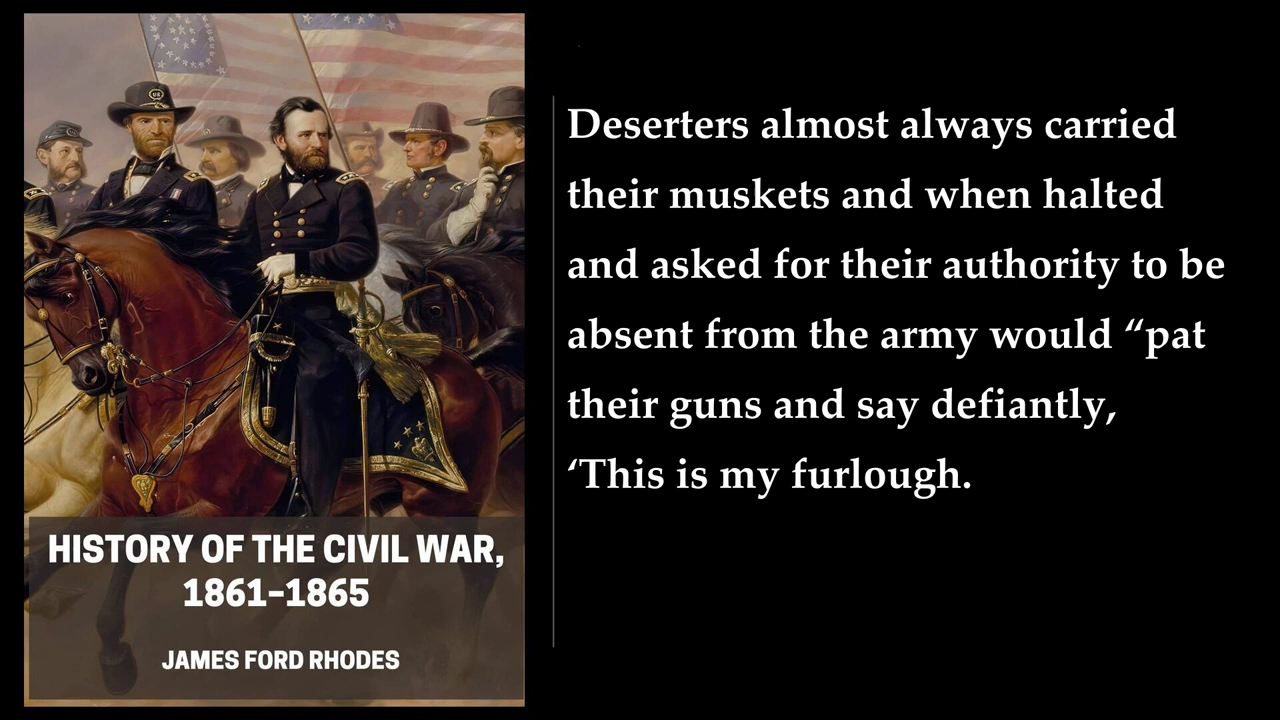 HISTORY OF THE CIVIL WAR,
1861–1865
JAMES FORD RHODES
Deserters almost always carried
their muskets and when halted
and asked for their authority to be
absent from the army would “pat
their guns and say defiantly,
‘This is my furlough.